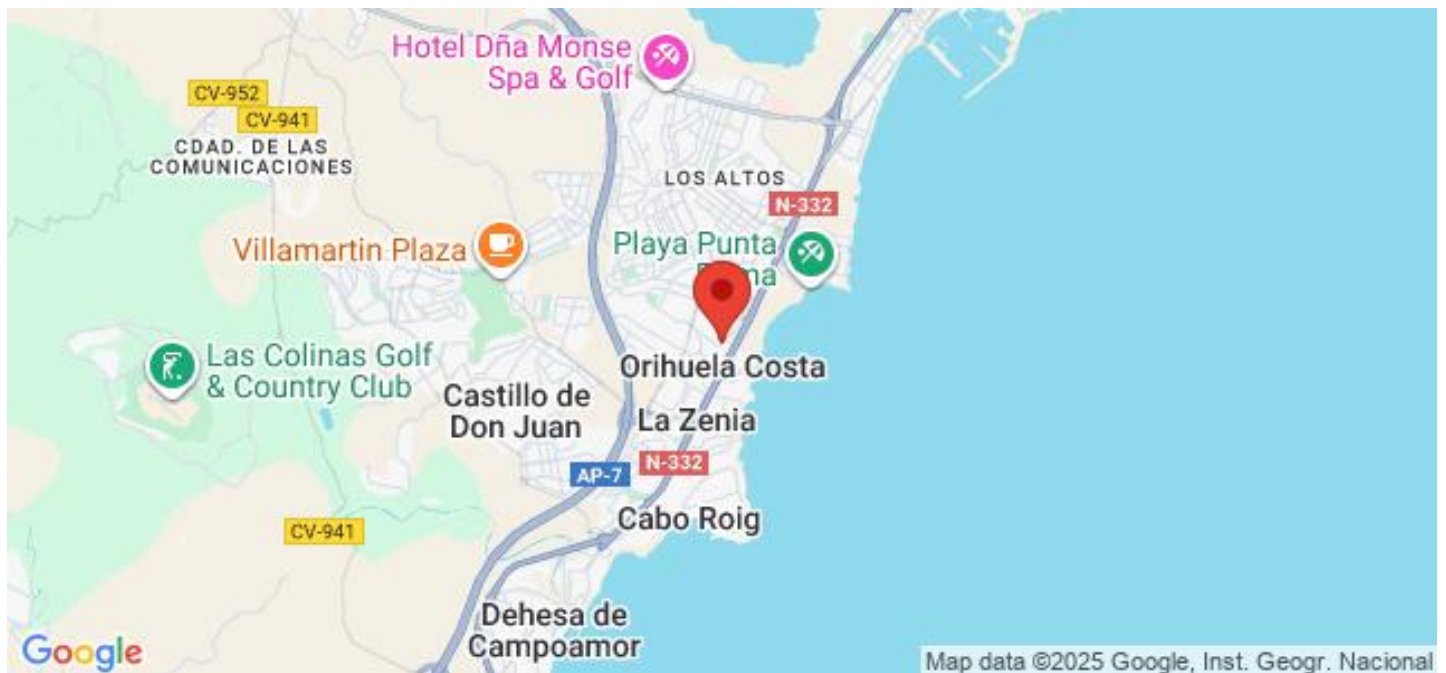 Hotel Dña Monse
Spa & Golf
CV-952
CV-941
CDAD. DE LAS
COMUNICACIONES
LOS ALTOS
N-332
Villamartin Plaza
Playa Punta
Orihuela Costa
Las Colinas Golf
& Country Club
Castillo de
Don Juan
La Zenia
N-332
AP-7
Cabo Roig
CV-941
Dehesa de
Campoamor
Google
Map data ©2025 Google, Inst. Geogr. Nacional